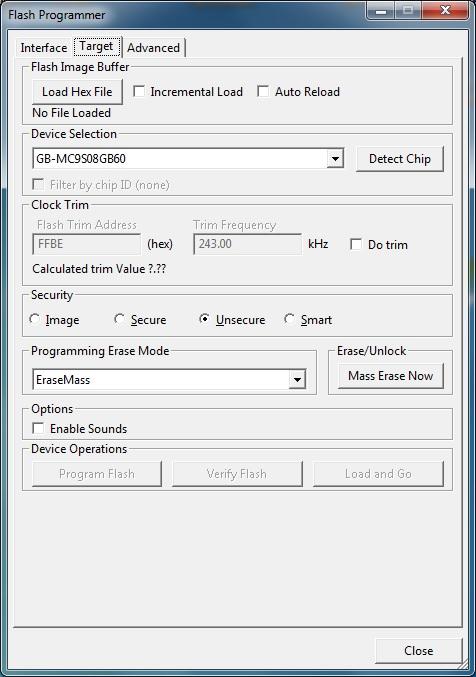 Flash Programmer
Interface Target Advanced
Flash Image Buffer
Load Hex File Incremental Load Auto Reload
No File Loaded
Device Selection
GB-MC9S08GB60 Detect Chip
Filter by chip ID (none)
Clock Trim
Flash Trim Address Trim Frequency
FFBE (hex) 243.00 kHz Do trim
Calculated trim Value ?.??
Security
Image Secure Unsecure Smart
Programming Erase Mode Erase/Unlock
EraseMass Mass Erase Now
Options
Enable Sounds
Device Operations
Program Flash Verify Flash Load and Go
Close